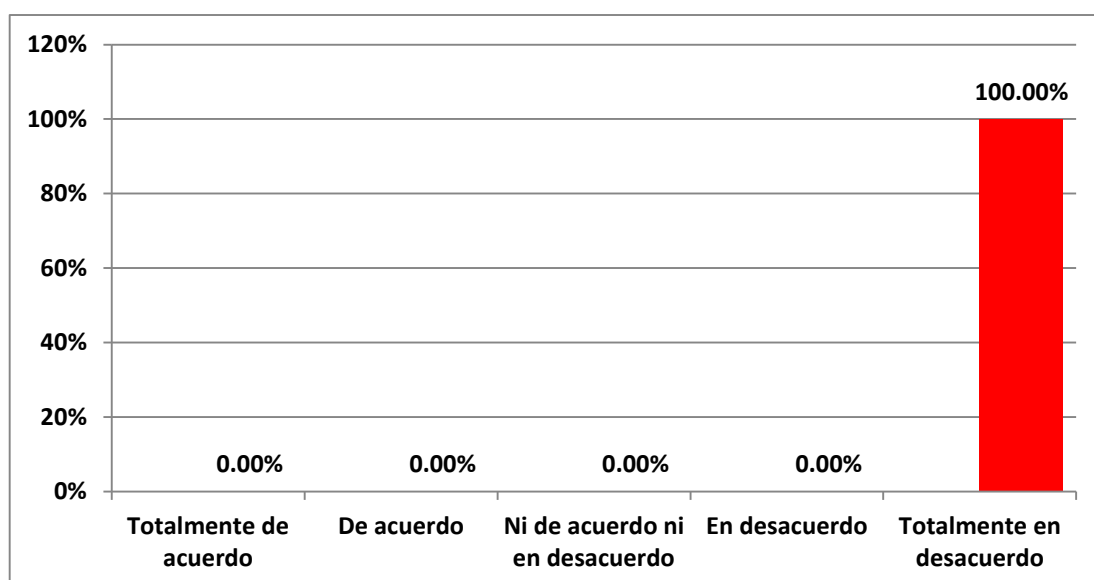 120%
100.00%
100%
80%
60%
40%
20%
0.00% 0.00% 0.00% 0.00%
0%
Totalmente de acuerdo
De acuerdo
Ni de acuerdo ni
en desacuerdo
En desacuerdo
Totalmente en
desacuerdo